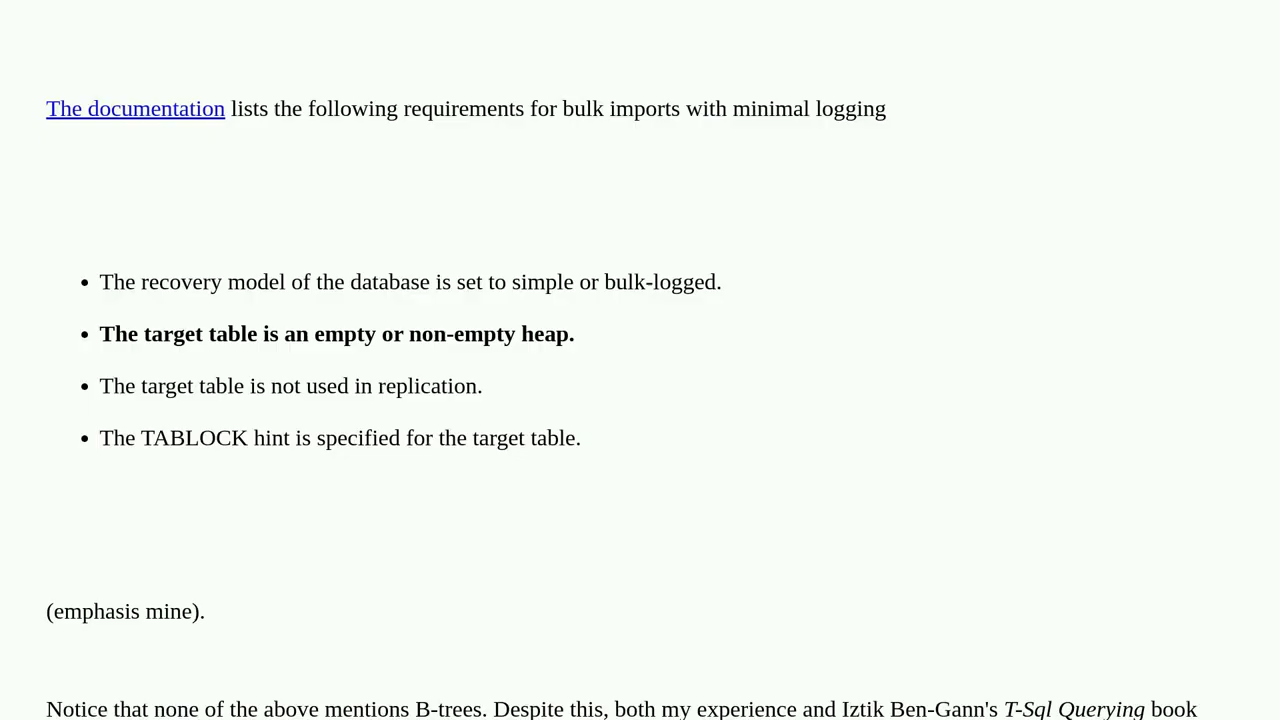 The documentation lists the following requirements for bulk imports with minimal logging
• The recovery model of the database is set to simple or bulk-logged.
• The target table is an empty or non-empty heap.
• The target table is not used in replication.
• The TABLOCK hint is specified for the target table.
(emphasis mine).
Notice that none of the above mentions B-trees. Despite this, both my experience and Iztik Ben-Gann's T-Sql Querying book